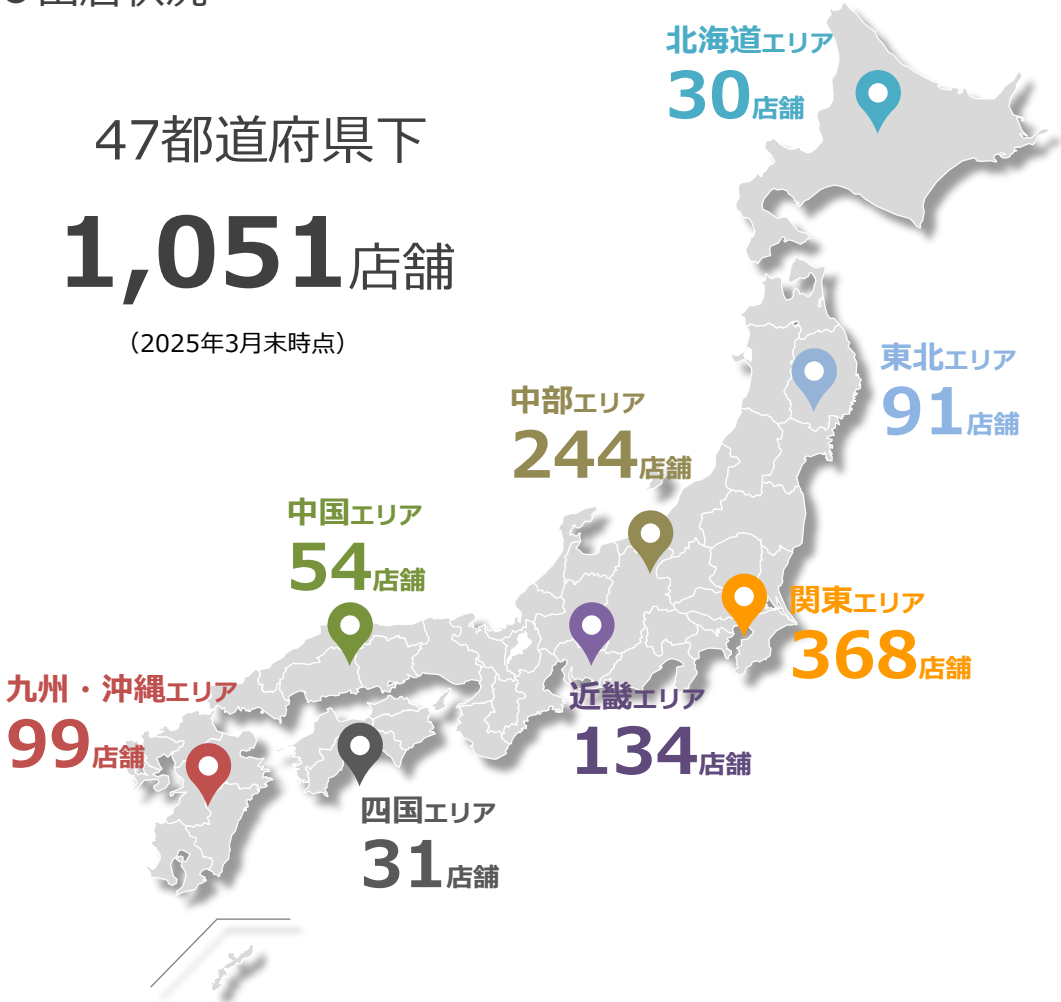 47都道府県下
1,051店舗
（2025年3月末時点）
北海道エリア
30店舗
東北エリア
91店舗
中部エリア
244店舗
中国エリア
54店舗
関東エリア
368店舗
九州・沖縄エリア
99店舗
近畿エリア
134店舗
四国エリア
31店舗